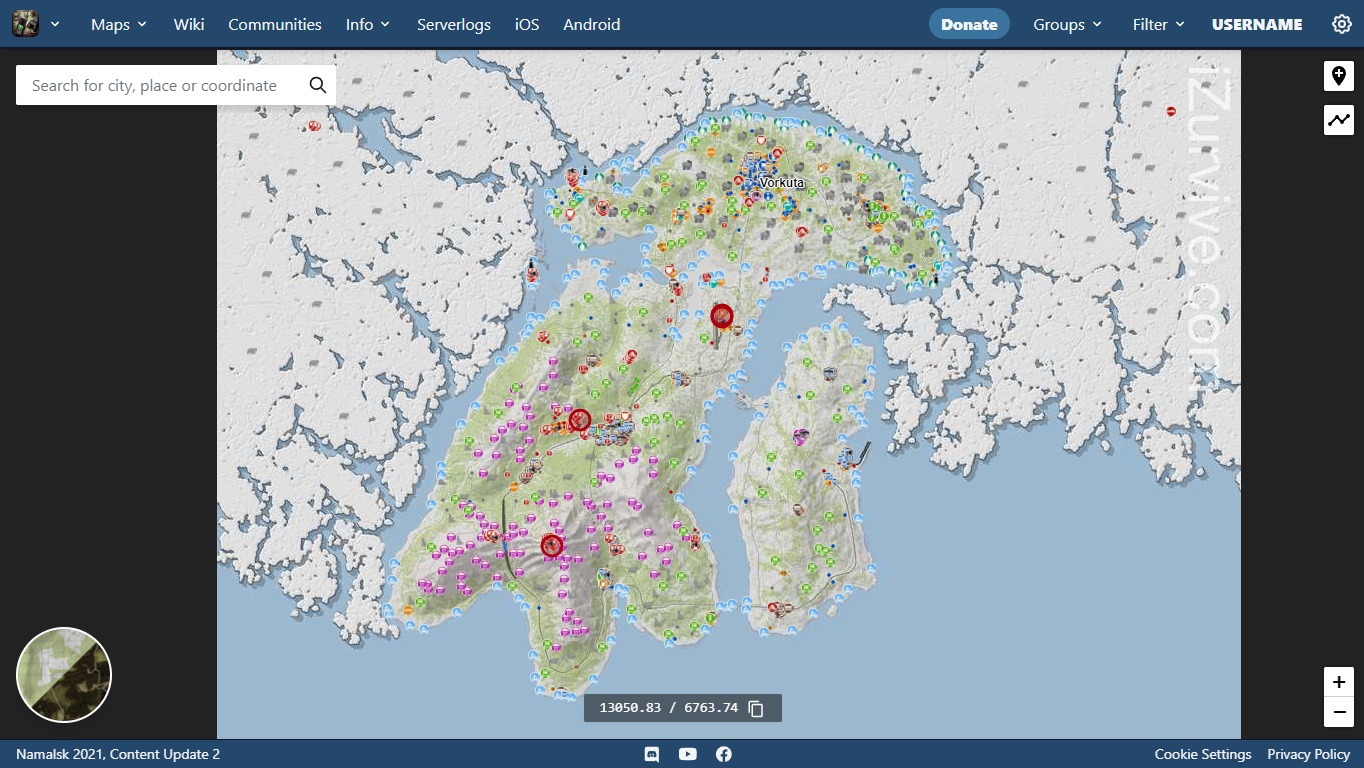 Maps Wiki Communities Info Serverlogs iOS Android Donate Groups Filter USERNAME
Search for city, place or coordinate
iZurvive.com
Vorkuta
13050.83 / 6763.74
Namalsk 2021, Content Update 2 Cookie Settings Privacy Policy